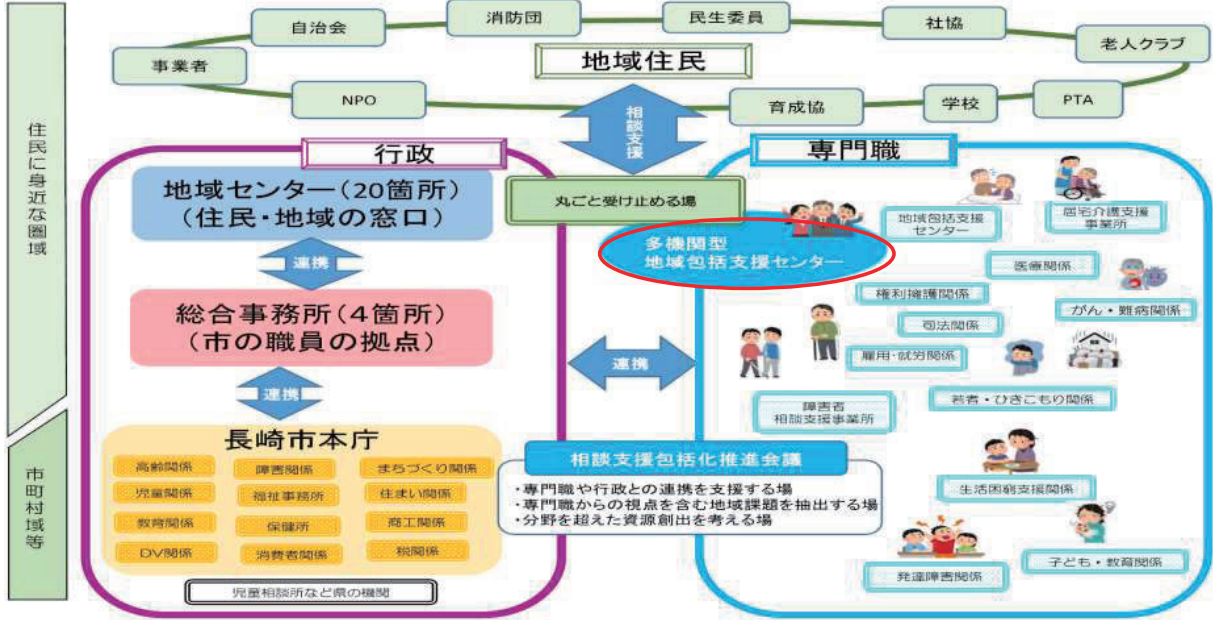 自治会
消防団
民生委員
社協
老人クラブ
事業者
地域住民
NPO
育成協
学校
PTA
相談支援
住民に身近な圏域
市町村域等
行政
地域センター(20箇所)
(住民・地域の窓口)
連携
総合事務所(4箇所)
(市の職員の拠点)
連携
長崎市本庁
高齢関係
障害関係
まちづくり関係
児童関係
福祉事務所
住まい関係
教育関係
保健所
商工関係
DV関係
消費者関係
税関係
児童相談所など県の機関
丸ごと受け止める場
多機関型
地域包括支援センター
連携
相談支援包括化推進会議
・専門職や行政との連携を支援する場
・専門職からの視点を含む地域課題を抽出する場
・分野を超えた資源創出を考える場
専門職
地域包括支援
センター
居宅介護支援
事業所
医療関係
権利擁護関係
がん・難病関係
司法関係
雇用・就労関係
若者・ひきこもり関係
障害者
相談支援事業所
生活困窮支援関係
発達障害関係
子ども・教育関係